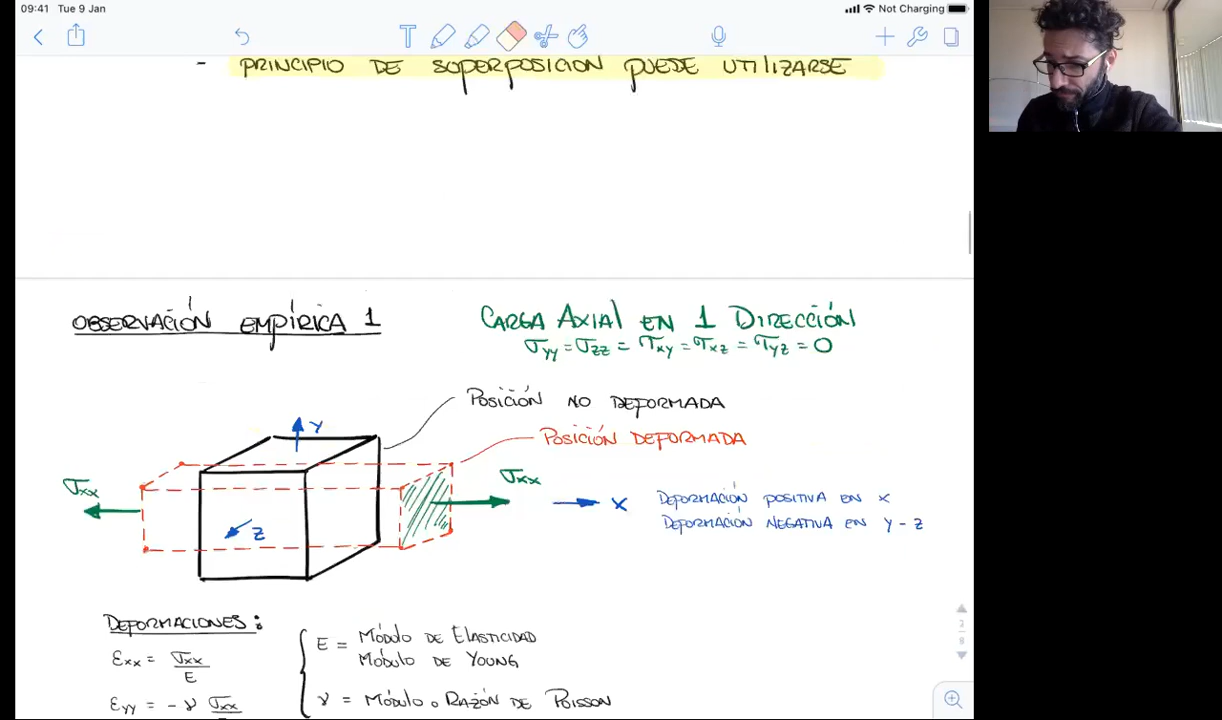 09:41 Tue 9 Jan
Not Charging
T
- PRINCIPIO DE SUPERPOSICION PUEDE UTILIZARSE
OBSERVACIÓN EMPÍRICA 1
CARGA AXIAL EN 1 DIRECCIÓN
σyy = σzz = τxy = τxz = τyz = 0
POSICIÓN NO DEFORMADA
Y
POSICIÓN DEFORMADA
σxx
σxx
X
DEFORMACIÓN POSITIVA EN X
Z
DEFORMACIÓN NEGATIVA EN Y - Z
DEFORMACIONES:
E = MÓDULO DE ELASTICIDAD
MÓDULO DE YOUNG
εxx = σxx / E
εyy = - ν σxx
ν = MÓDULO O RAZÓN DE POISSON